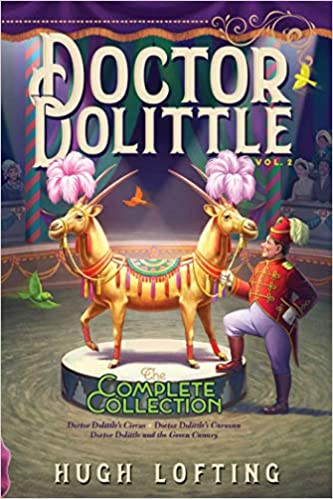 DOCTOR
DOLITTLE
VOL. 2
The
COMPLETE
COLLECTION
Doctor Dolittle's Circus • Doctor Dolittle's Caravan
Doctor Dolittle and the Green Canary
HUGH LOFTING